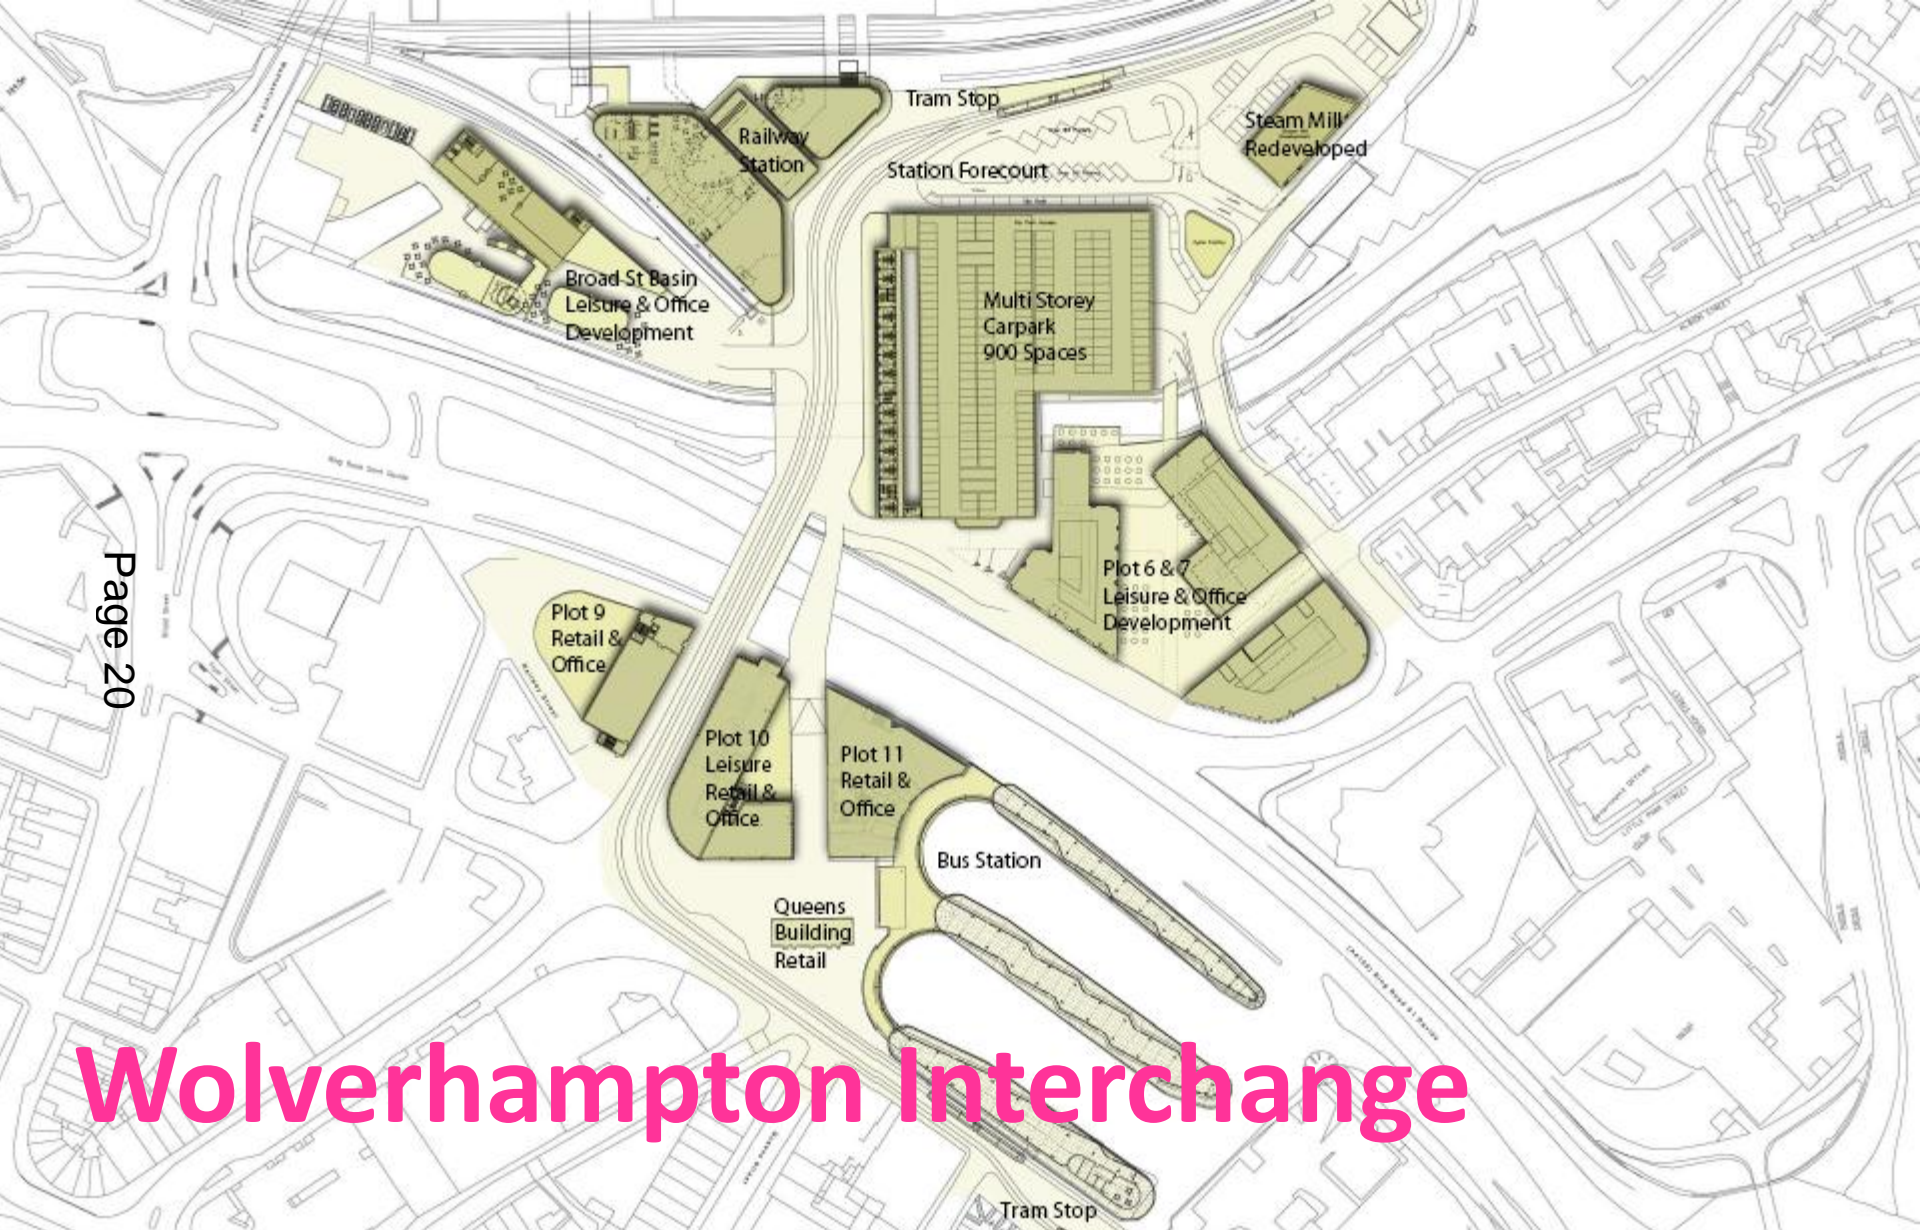 Tram Stop
Railway
Station
Steam Mill
Redeveloped
Station Forecourt
Broad St Basin
Leisure & Office
Development
Multi Storey
Carpark
900 Spaces
Plot 6 & 7
Leisure & Office
Development
Page 20
Plot 9
Retail &
Office
Plot 10
Leisure
Retail &
Office
Plot 11
Retail &
Office
Bus Station
Queens
Building
Retail
Wolverhampton Interchange
Tram Stop